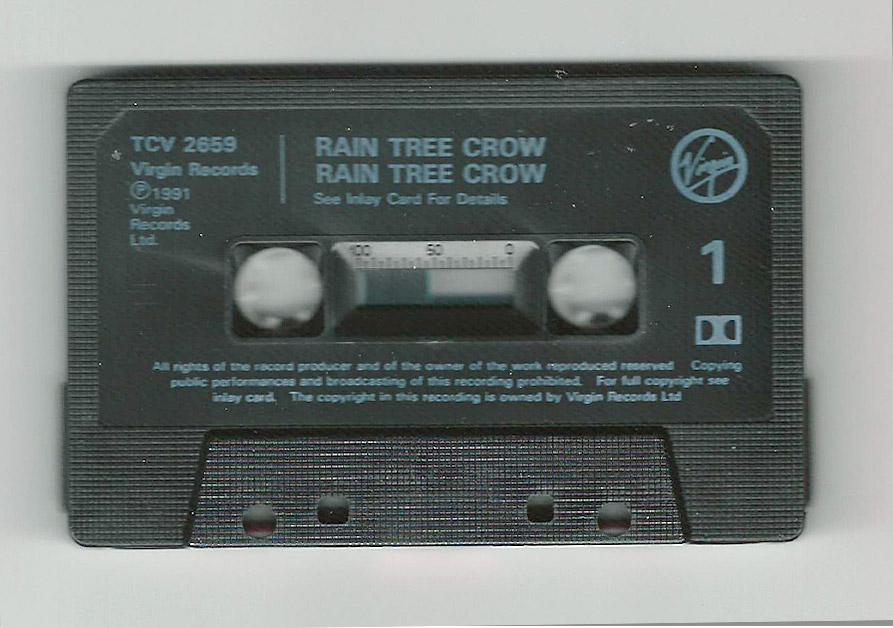 TCV 2659
Virgin Records
Ⓟ1991
Virgin
Records
Ltd.
RAIN TREE CROW
RAIN TREE CROW
See Inlay Card For Details
Virgin
100 50 0
1
All rights of the record producer and of the owner of the work reproduced reserved Copying
public performances and broadcasting of this recording prohibited. For full copyright see
inlay card. The copyright in this recording is owned by Virgin Records Ltd